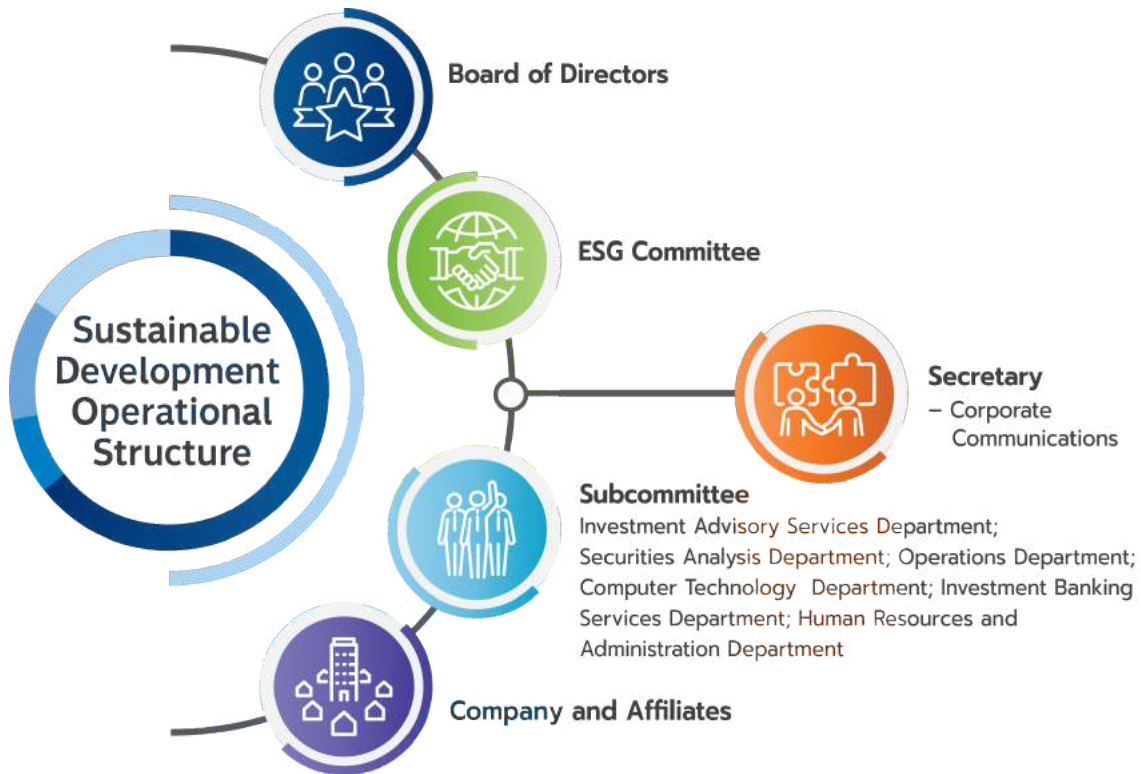 Board of Directors
ESG Committee
Sustainable
Development
Operational
Structure
Secretary
– Corporate
Communications
Subcommittee
Investment Advisory Services Department;
Securities Analysis Department; Operations Department;
Computer Technology Department; Investment Banking
Services Department; Human Resources and
Administration Department
Company and Affiliates